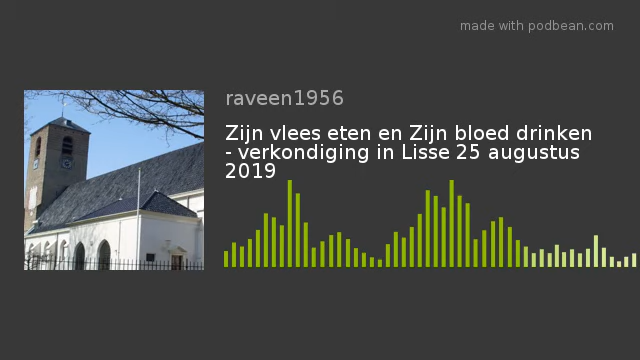 made with podbean.com
raveen1956
Zijn vlees eten en Zijn bloed drinken
- verkondiging in Lisse 25 augustus
2019